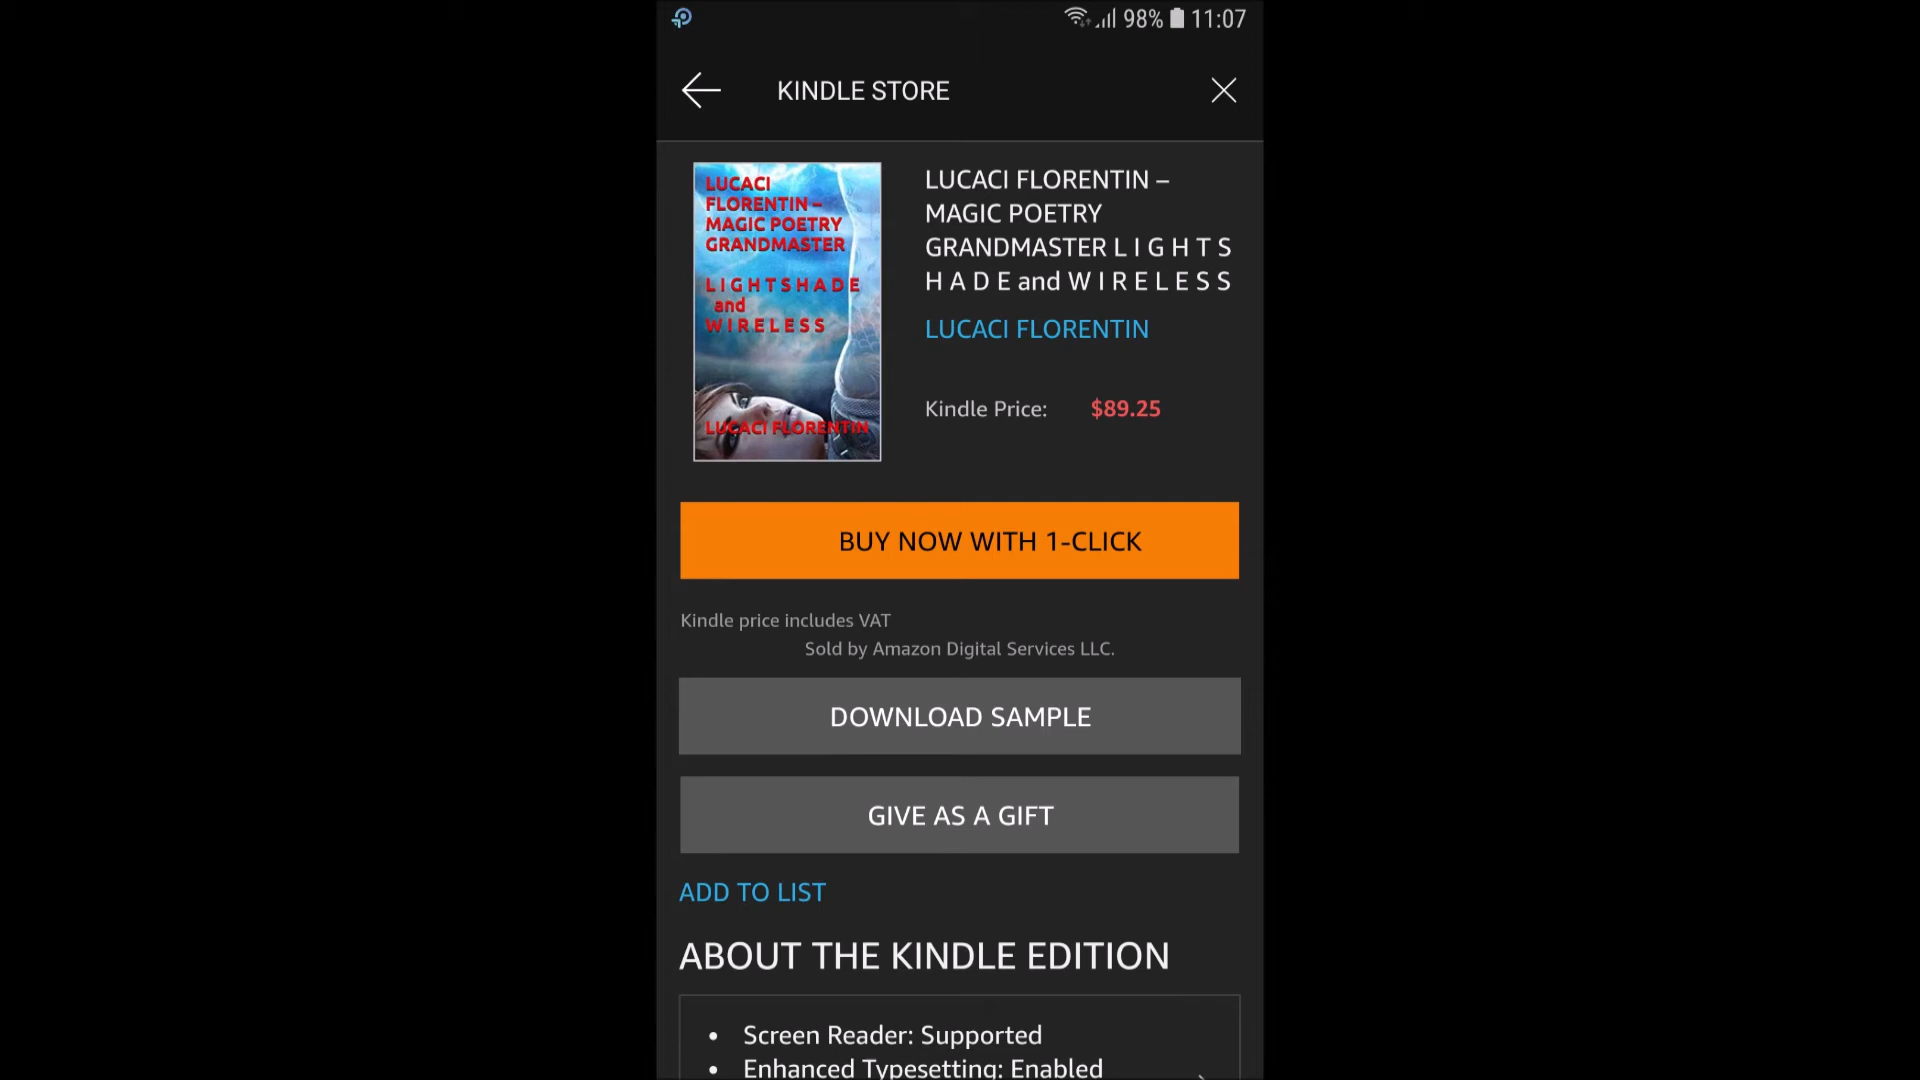 98% 11:07
KINDLE STORE
LUCACI
FLORENTIN –
MAGIC POETRY
GRANDMASTER
L I G H T S H A D E
and
W I R E L E S S
LUCACI FLORENTIN
LUCACI FLORENTIN –
MAGIC POETRY
GRANDMASTER L I G H T S
H A D E and W I R E L E S S
LUCACI FLORENTIN
Kindle Price: $89.25
BUY NOW WITH 1-CLICK
Kindle price includes VAT
Sold by Amazon Digital Services LLC.
DOWNLOAD SAMPLE
GIVE AS A GIFT
ADD TO LIST
ABOUT THE KINDLE EDITION
• Screen Reader: Supported
• Enhanced Typesetting: Enabled